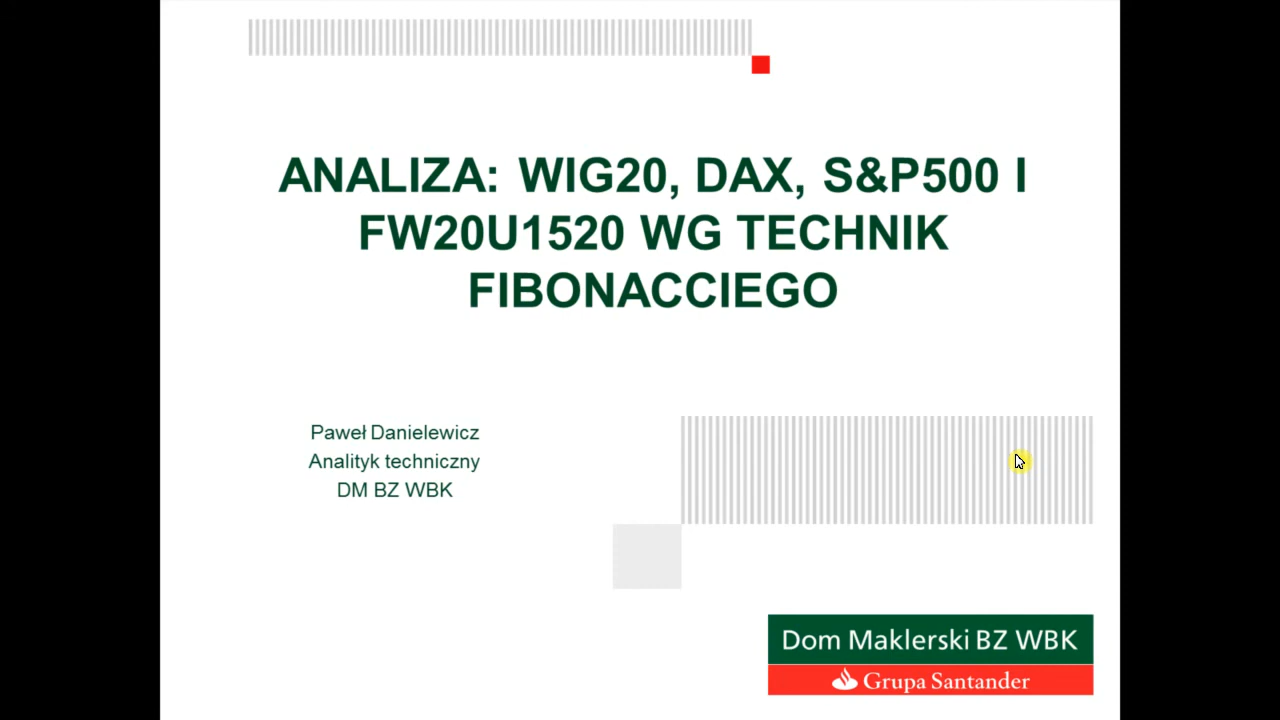 ANALIZA: WIG20, DAX, S&P500 I
FW20U1520 WG TECHNIK
FIBONACCIEGO
Paweł Danielewicz
Analityk techniczny
DM BZ WBK
Dom Maklerski BZ WBK
Grupa Santander